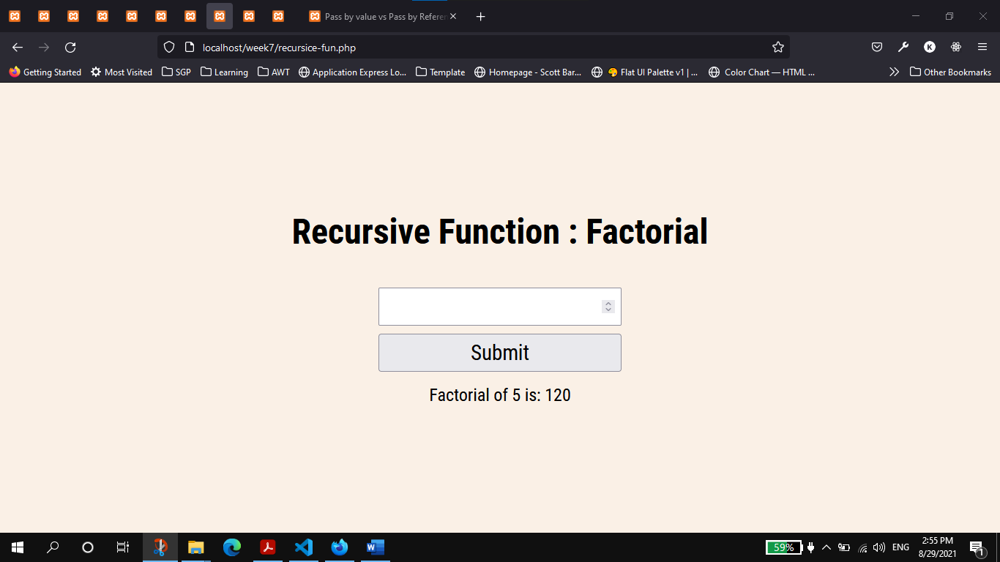 Pass by value vs Pass by Referen
localhost/week7/recursice-fun.php
K
Getting Started Most Visited SGP Learning AWT Application Express Lo... Template Homepage - Scott Bar... Flat UI Palette v1 | ... Color Chart — HTML ... Other Bookmarks
Recursive Function : Factorial
Submit
Factorial of 5 is: 120
59% ENG 2:55 PM
8/29/2021 1